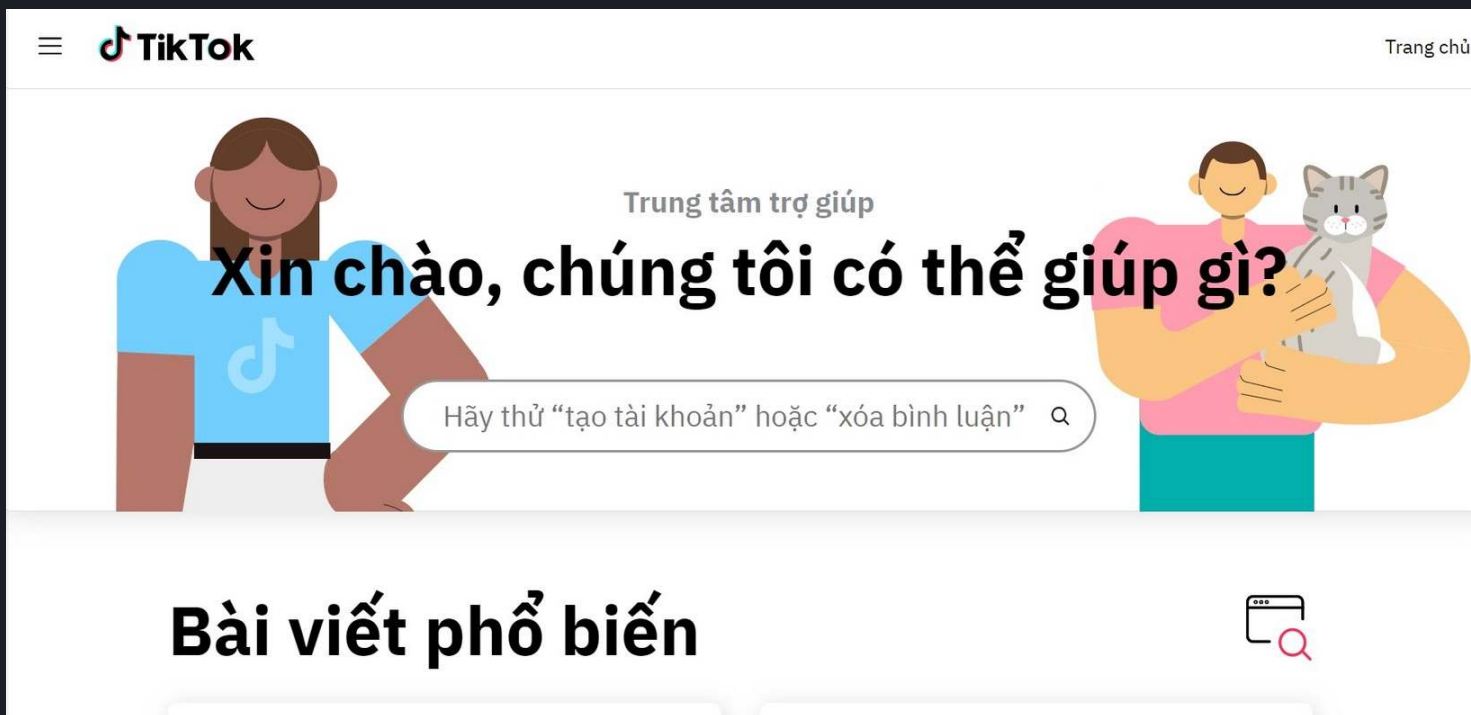 TikTok
Trang chủ
Trung tâm trợ giúp
Xin chào, chúng tôi có thể giúp gì?
Hãy thử “tạo tài khoản” hoặc “xóa bình luận”
Bài viết phổ biến